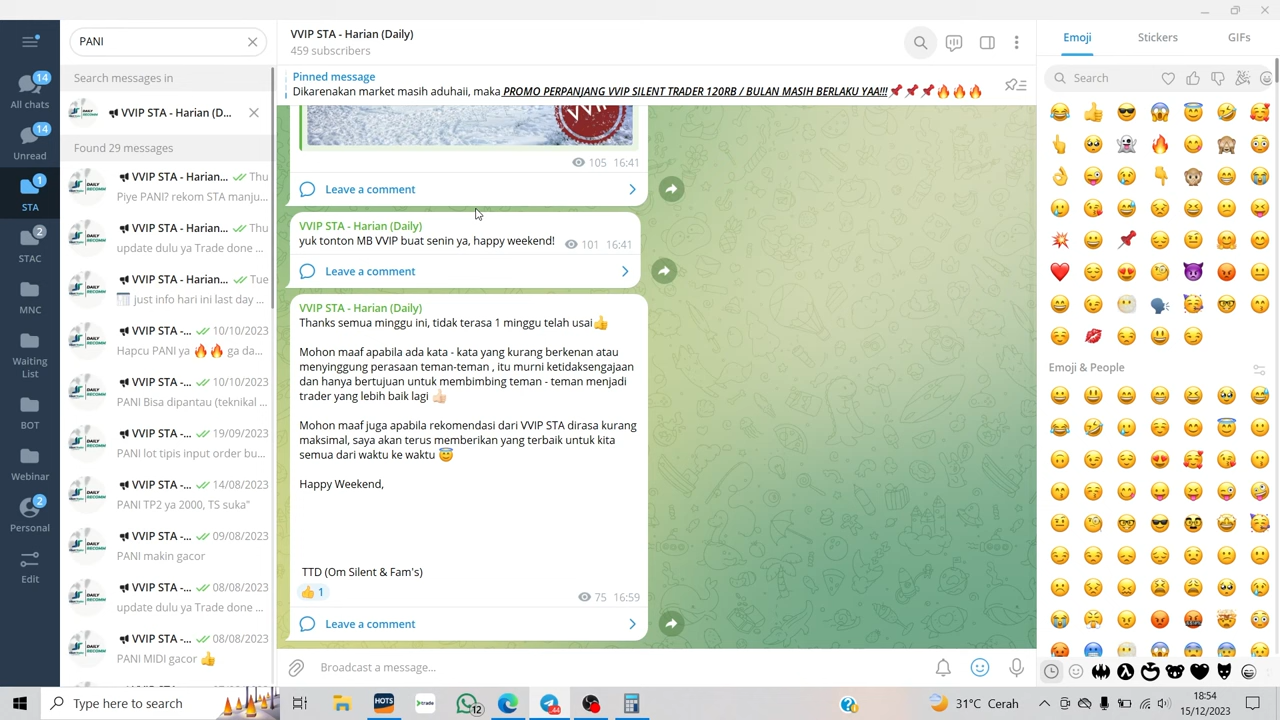 PANI
Search messages in
VVIP STA - Harian (D...
Found 29 messages
VVIP STA - Harian... Thu
Piye PANI? rekom STA manju...
VVIP STA - Harian... Thu
update dulu ya Trade done ...
VVIP STA - Harian... Tue
just info hari ini last day ...
VVIP STA -... 10/10/2023
Hapcu PANI ya 🔥🔥 ga da...
VVIP STA -... 10/10/2023
PANI Bisa dipantau (teknikal ...
VVIP STA -... 19/09/2023
PANI lot tipis input order bu...
VVIP STA -... 14/08/2023
PANI TP2 ya 2000, TS suka"
VVIP STA -... 09/08/2023
PANI makin gacor
VVIP STA -... 08/08/2023
update dulu ya Trade done ...
VVIP STA -... 08/08/2023
PANI MIDI gacor 👍
14
All chats
14
Unread
1
STA
2
STAC
MNC
Waiting
List
BOT
Webinar
2
Personal
Edit
VVIP STA - Harian (Daily)
459 subscribers
Pinned message
Dikarenakan market masih aduhaii, maka PROMO PERPANJANG VVIP SILENT TRADER 120RB / BULAN MASIH BERLAKU YAA!!!📌📌📌🔥🔥🔥
105 16:41
Leave a comment
VVIP STA - Harian (Daily)
yuk tonton MB VVIP buat senin ya, happy weekend! 101 16:41
Leave a comment
VVIP STA - Harian (Daily)
Thanks semua minggu ini, tidak terasa 1 minggu telah usai👍
Mohon maaf apabila ada kata - kata yang kurang berkenan atau
menyinggung perasaan teman-teman , itu murni ketidaksengajaan
dan hanya bertujuan untuk membimbing teman - teman menjadi
trader yang lebih baik lagi 👍🏻
Mohon maaf juga apabila rekomendasi dari VVIP STA dirasa kurang
maksimal, saya akan terus memberikan yang terbaik untuk kita
semua dari waktu ke waktu 😇
Happy Weekend,
TTD (Om Silent & Fam's)
👍 1
75 16:59
Leave a comment
Broadcast a message...
Emoji Stickers GIFs
Search
Emoji & People
Type here to search
HOTS
12
31°C Cerah
18:54
15/12/2023